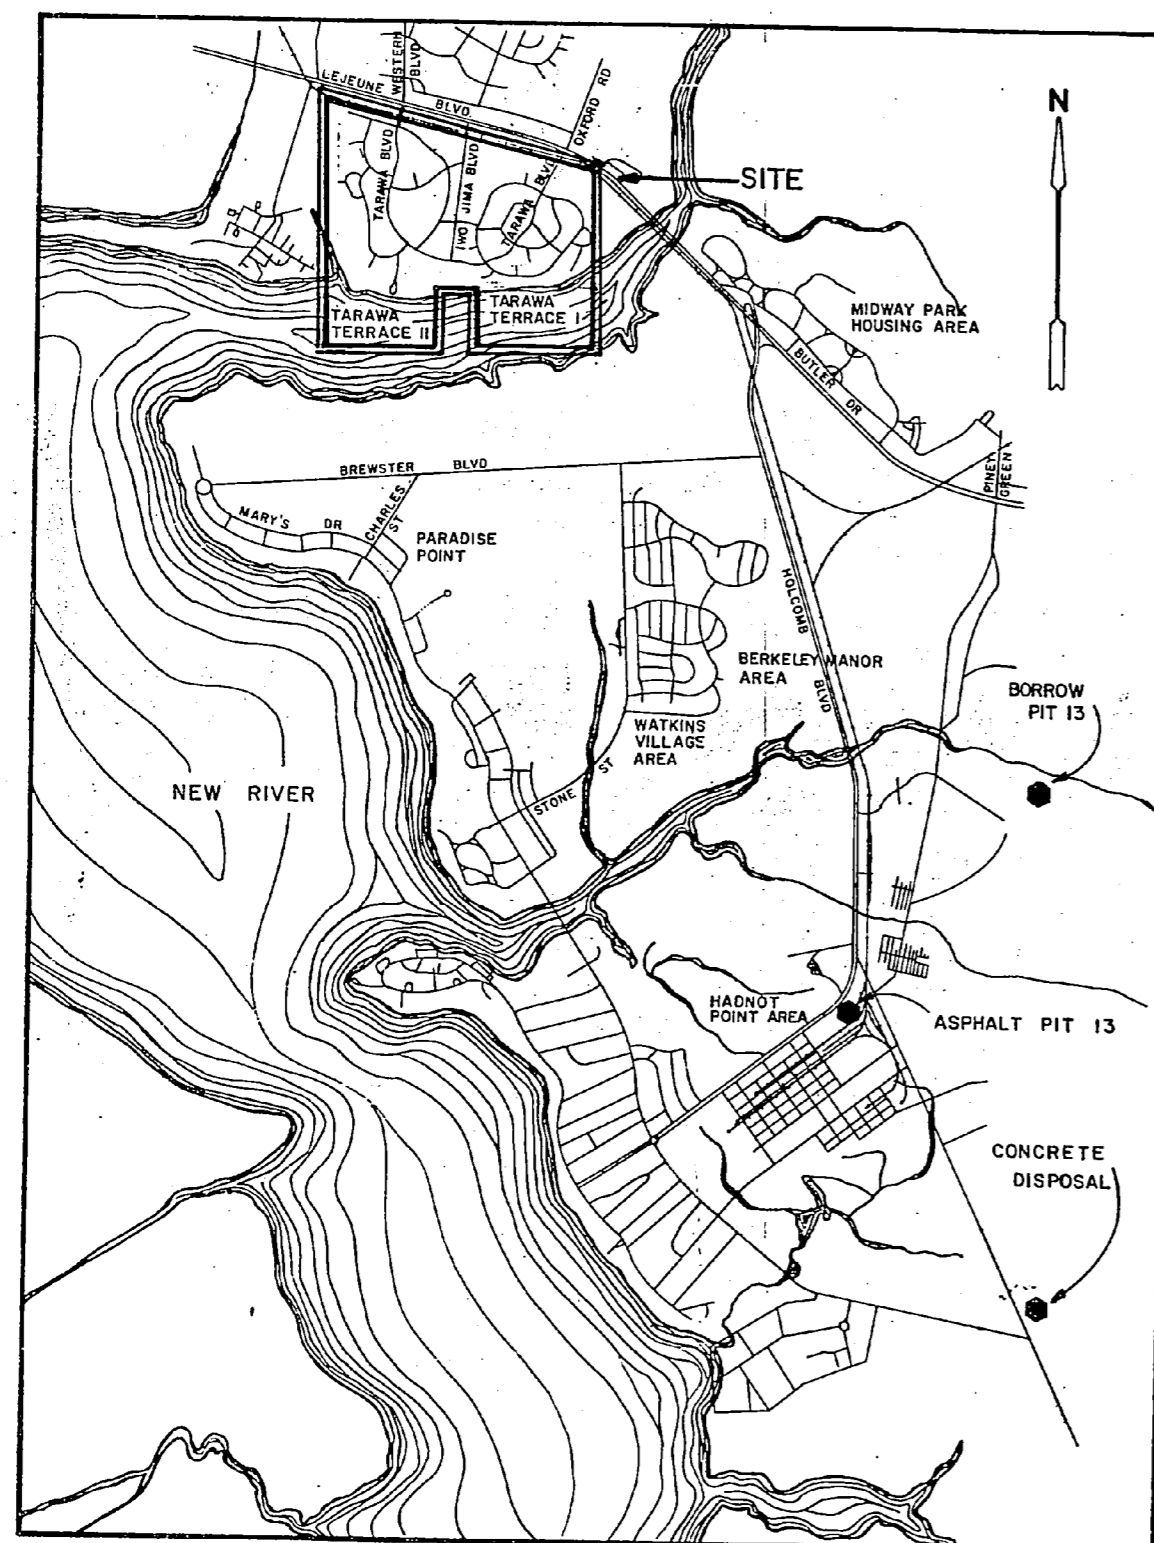 WESTERN
BLVD
LEJEUNE BLVD.
OXFORD RD
N
TARAWA BLVD
IWO JIMA BLVD
TARAWA BLVD
SITE
TARAWA
TERRACE II
TARAWA
TERRACE I
MIDWAY PARK
HOUSING AREA
BUTLER DR
PINEY
GREEN
BREWSTER BLVD
MARY'S DR
CHARLES
ST
PARADISE
POINT
HOLCOMB BLVD
BERKELEY MANOR
AREA
BORROW
PIT 13
WATKINS
VILLAGE
AREA
NEW RIVER
STONE ST
HADNOT
POINT AREA
ASPHALT PIT 13
CONCRETE
DISPOSAL